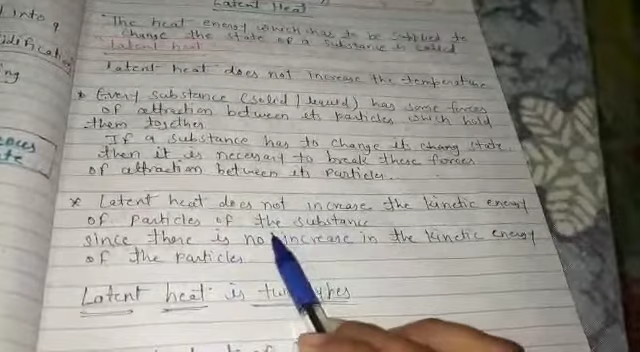 Latent Heat
into a
The heat energy which has to be supplied to
change the state of a substance is called
latent heat
Latent heat does not increase the temperature
* Every substance (solid / liquid) has some forces
of attraction between its particles which hold
them together
If a substance has to change its chang state
then it is necessary to break these forces
of attraction between its particles.
* Latent heat does not increase the kinetic energy
of particles of the substance
since there is no increase in the kinetic energy
of the particles
Latent heat is types